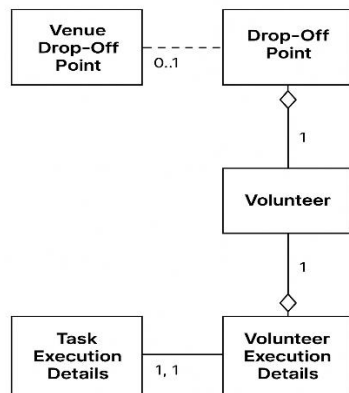 Venue
Drop-Off
Point
0..1
Drop-Off
Point
1
Volunteer
1
Task
Execution
Details
1, 1
Volunteer
Execution
Details